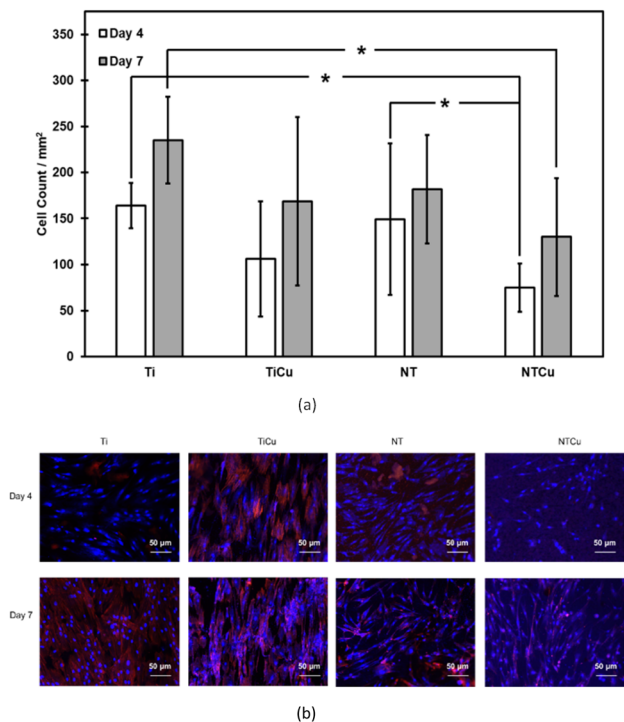 (a)
350
300
250
200
150
100
50
0
Cell Count / mm²
Day 4
Day 7
*
*
*
Ti
TiCu
NT
NTCu
(a)
Ti
TiCu
NT
NTCu
Day 4
50 µm
50 µm
50 µm
50 µm
Day 7
50 µm
50 µm
50 µm
50 µm
(b)